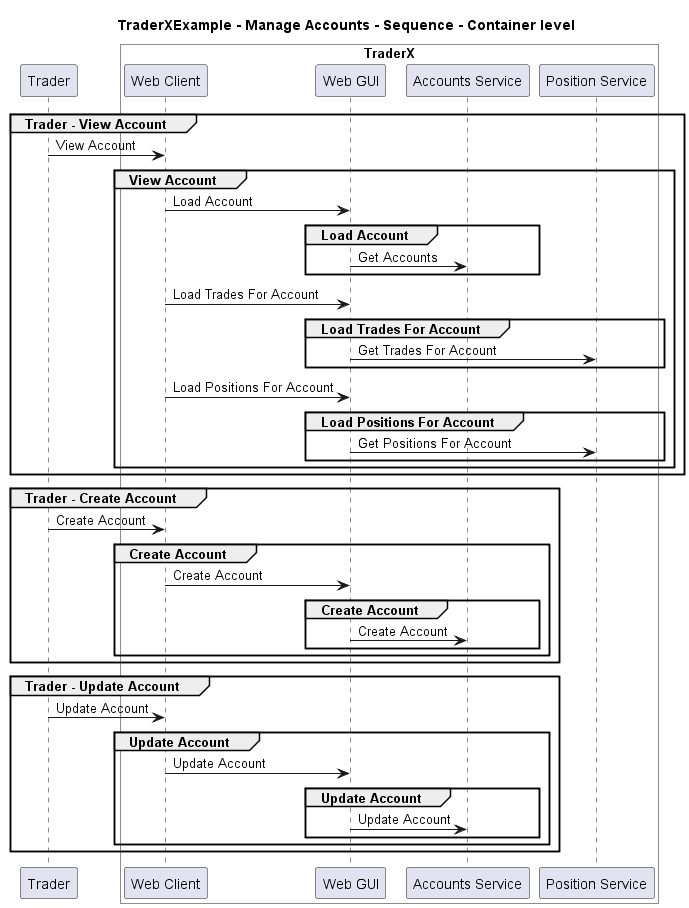 TraderXExample - Manage Accounts - Sequence - Container level
TraderX
Trader Web Client Web GUI Accounts Service Position Service
Trader - View Account
View Account
View Account
Load Account
Load Account
Get Accounts
Load Trades For Account
Load Trades For Account
Get Trades For Account
Load Positions For Account
Load Positions For Account
Get Positions For Account
Trader - Create Account
Create Account
Create Account
Create Account
Create Account
Create Account
Trader - Update Account
Update Account
Update Account
Update Account
Update Account
Update Account
Trader Web Client Web GUI Accounts Service Position Service